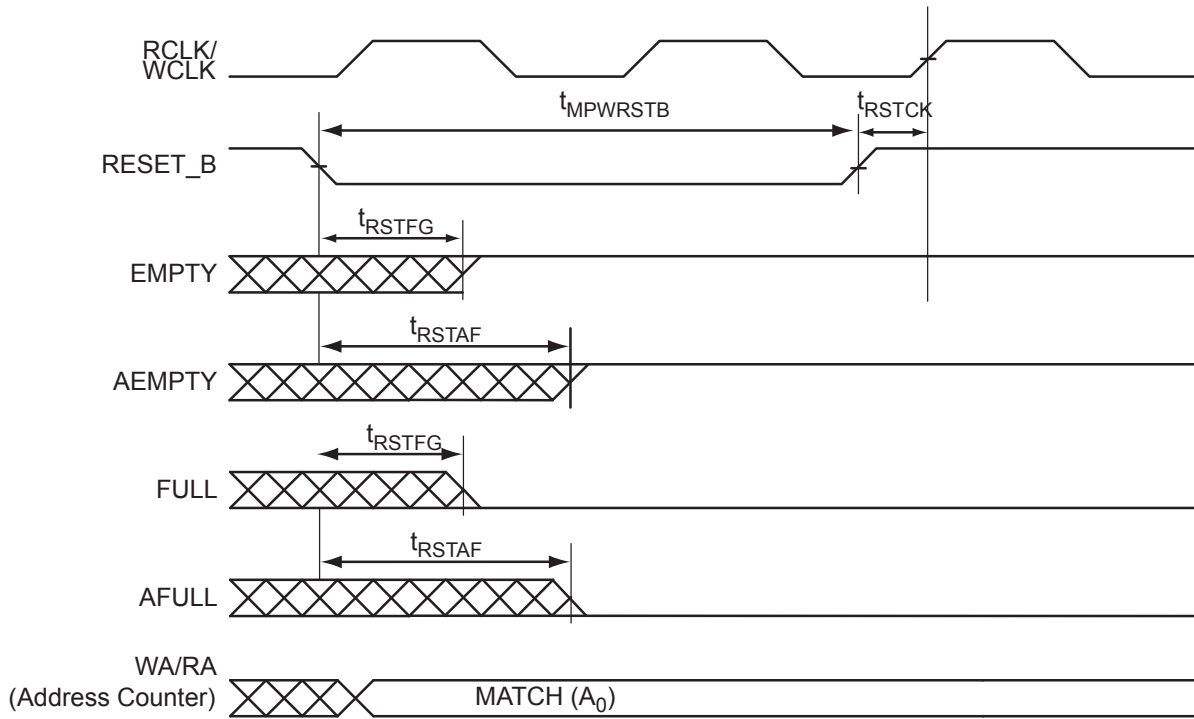 RCLK/
WCLK
tMPWRSTB
tRSTCK
RESET_B
tRSTFG
EMPTY
tRSTAF
AEMPTY
tRSTFG
FULL
tRSTAF
AFULL
WA/RA
(Address Counter)
MATCH (A0)